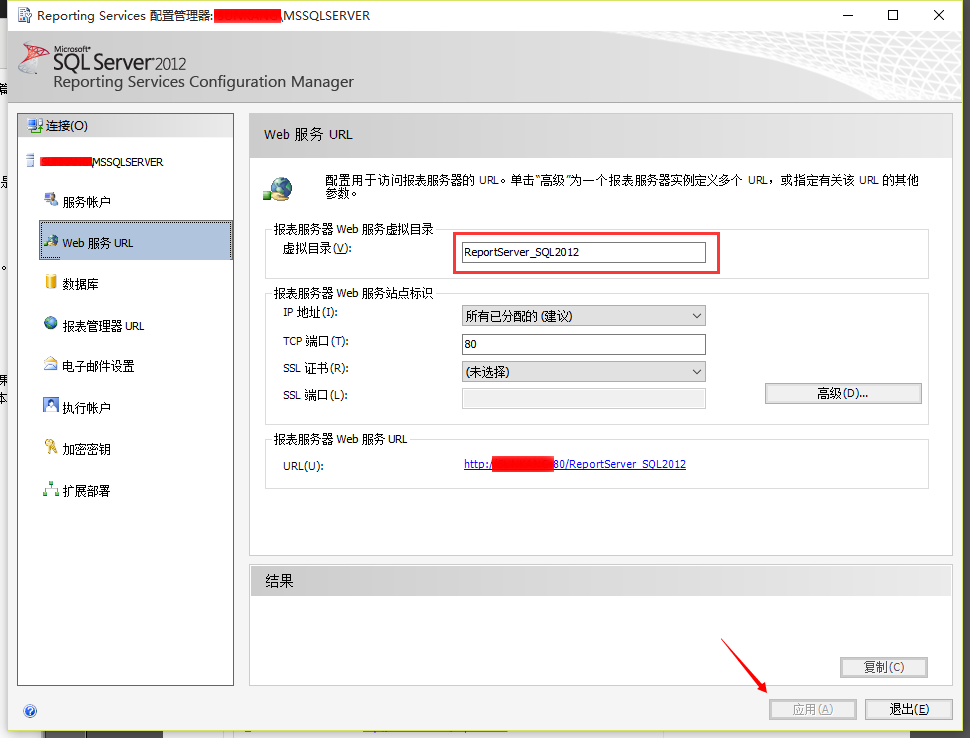 Reporting Services 配置管理器: \MSSQLSERVER
Microsoft®
SQL Server 2012
Reporting Services Configuration Manager
连接(O)
MSSQLSERVER
服务帐户
Web 服务 URL
数据库
报表管理器 URL
电子邮件设置
执行帐户
加密密钥
扩展部署
Web 服务 URL
配置用于访问报表服务器的 URL。单击“高级”为一个报表服务器实例定义多个 URL，或指定有关该 URL 的其他
参数。
报表服务器 Web 服务虚拟目录
虚拟目录(V):
ReportServer_SQL2012
报表服务器 Web 服务站点标识
IP 地址(I):
所有已分配的 (建议)
TCP 端口(T):
80
SSL 证书(R):
(未选择)
SSL 端口(L):
高级(D)...
报表服务器 Web 服务 URL
URL(U):
http:/ 80/ReportServer_SQL2012
结果
复制(C)
应用(A)
退出(E)